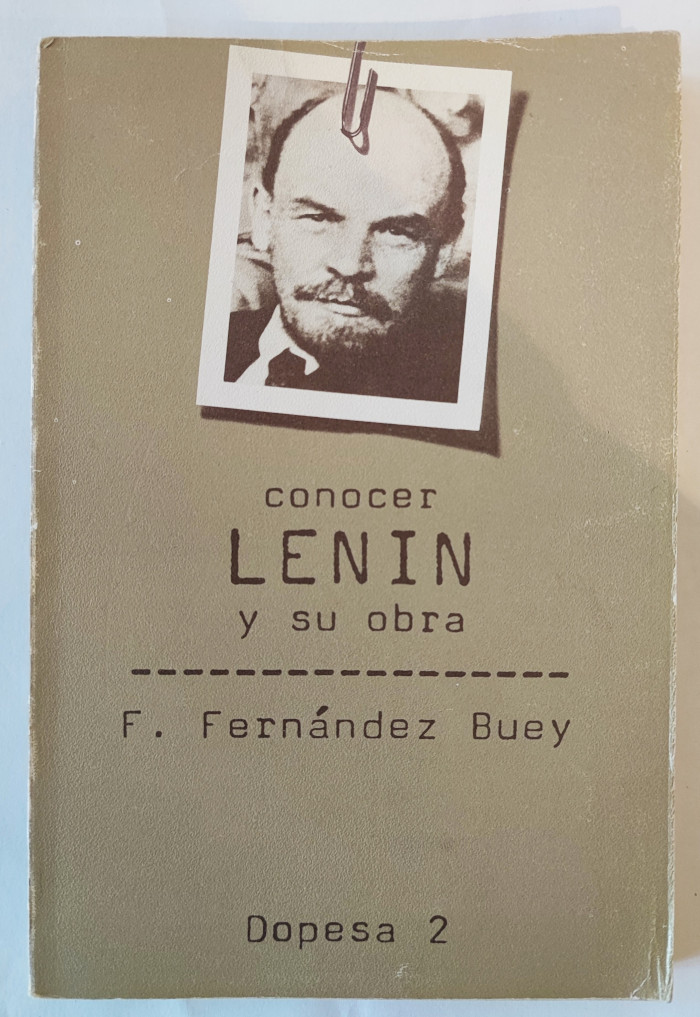 conocer
LENIN
y su obra
F. Fernández Buey
Dopesa 2